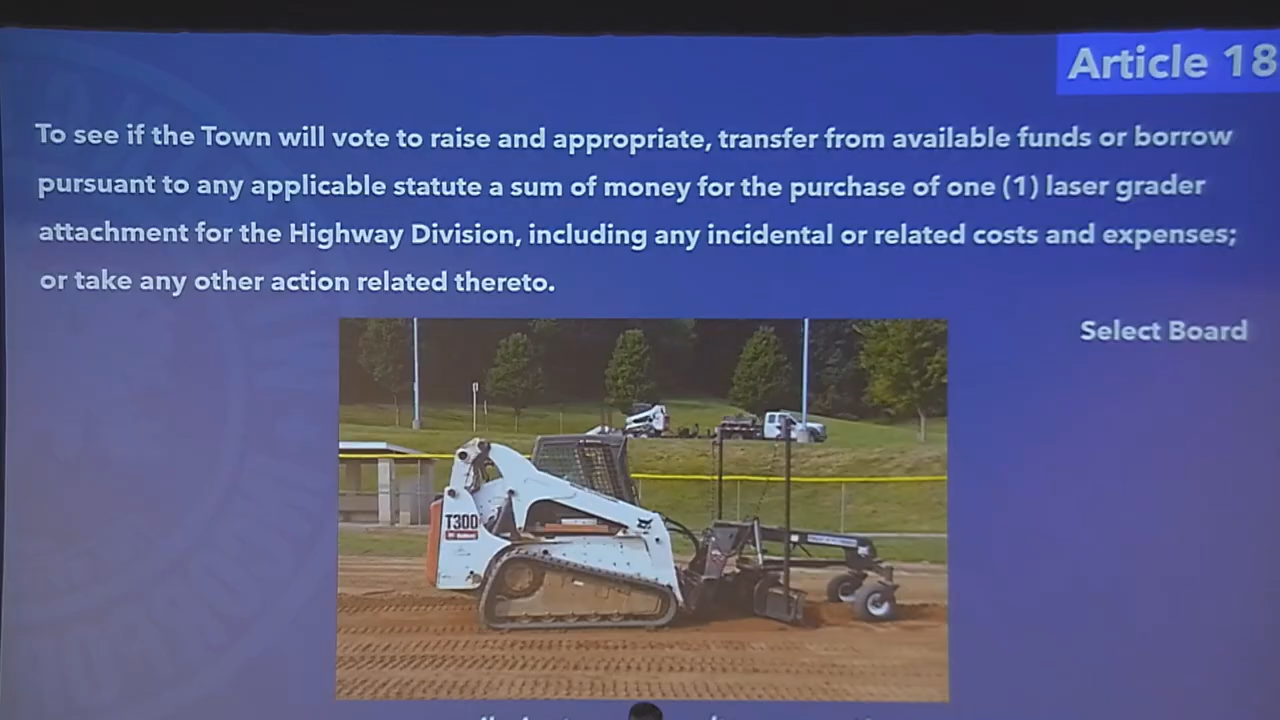 Article 18
To see if the Town will vote to raise and appropriate, transfer from available funds or borrow
pursuant to any applicable statute a sum of money for the purchase of one (1) laser grader
attachment for the Highway Division, including any incidental or related costs and expenses;
or take any other action related thereto.
Select Board
T300
Bobcat